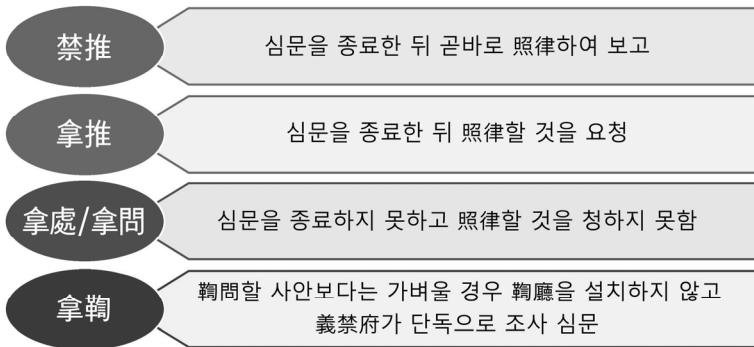 禁推
심문을 종료한 뒤 곧바로 照律하여 보고
拿推
심문을 종료한 뒤 照律할 것을 요청
拿處/拿問
심문을 종료하지 못하고 照律할 것을 청하지 못함
拿鞫
鞫問할 사안보다는 가벼울 경우 鞫廳을 설치하지 않고
義禁府가 단독으로 조사 심문